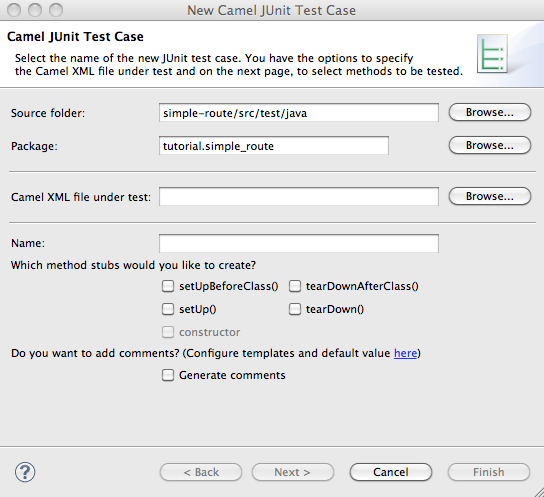 New Camel JUnit Test Case
Camel JUnit Test Case
Select the name of the new JUnit test case. You have the options to specify
the Camel XML file under test and on the next page, to select methods to be tested.
Source folder: simple-route/src/test/java Browse...
Package: tutorial.simple_route Browse...
Camel XML file under test: Browse...
Name:
Which method stubs would you like to create?
setUpBeforeClass() tearDownAfterClass()
setUp() tearDown()
constructor
Do you want to add comments? (Configure templates and default value here)
Generate comments
? < Back Next > Cancel Finish